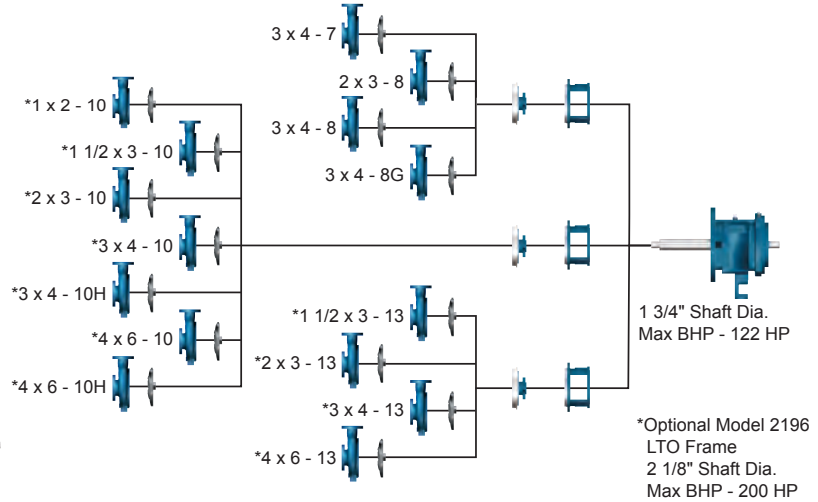 3 x 4 - 7
2 x 3 - 8
3 x 4 - 8
3 x 4 - 8G
*1 x 2 - 10
*1 1/2 x 3 - 10
*2 x 3 - 10
*3 x 4 - 10
*3 x 4 - 10H
*4 x 6 - 10
*4 x 6 - 10H
*1 1/2 x 3 - 13
*2 x 3 - 13
*3 x 4 - 13
*4 x 6 - 13
1 3/4" Shaft Dia.
Max BHP - 122 HP
*Optional Model 2196
LTO Frame
2 1/8" Shaft Dia.
Max BHP - 200 HP